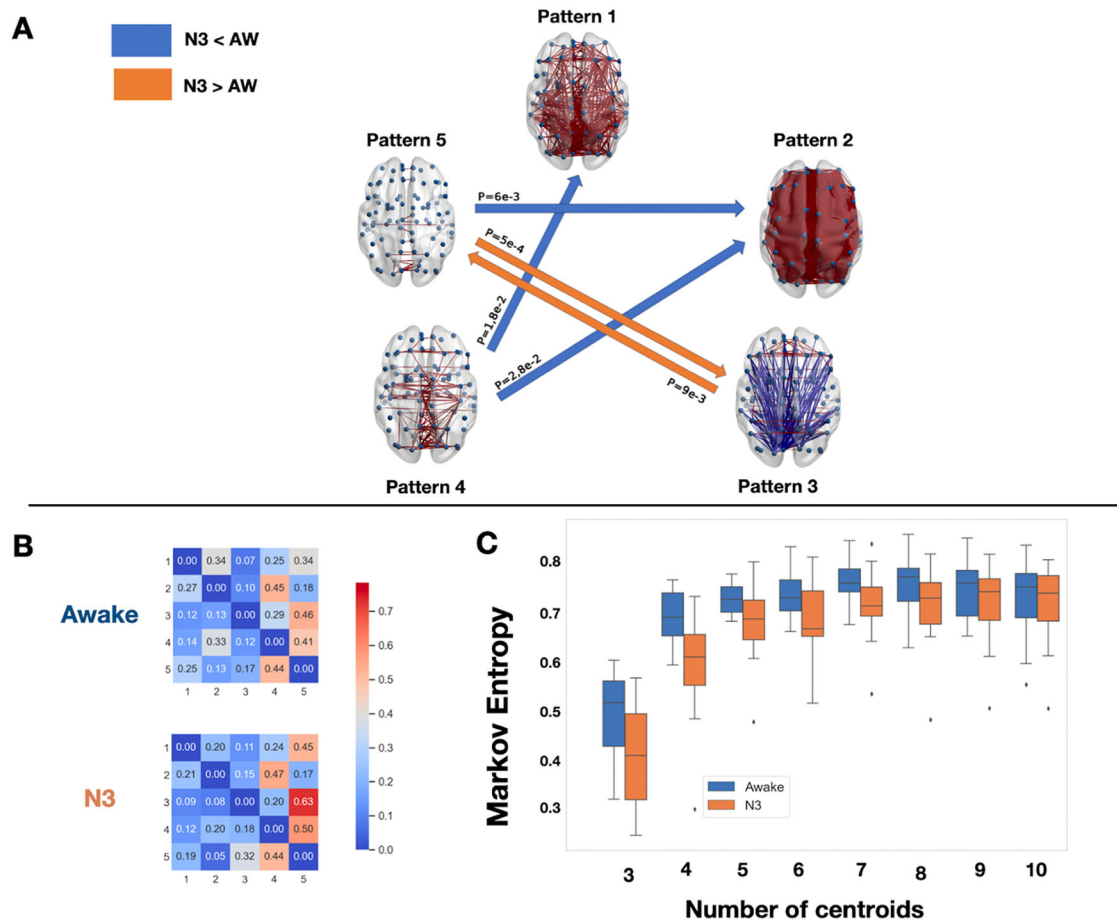 A
N3 < AW
N3 > AW
Pattern 1
Pattern 5
Pattern 2
P=6e-3
P=5e-4
P=1,8e-2
P=2,8e-2
P=9e-3
Pattern 4
Pattern 3
B
Awake
1 0.00 0.34 0.07 0.25 0.34
2 0.27 0.00 0.10 0.45 0.18
3 0.12 0.13 0.00 0.29 0.46
4 0.14 0.33 0.12 0.00 0.41
5 0.25 0.13 0.17 0.44 0.00
1 2 3 4 5
N3
1 0.00 0.20 0.11 0.24 0.45
2 0.21 0.00 0.15 0.47 0.17
3 0.09 0.08 0.00 0.20 0.63
4 0.12 0.20 0.18 0.00 0.50
5 0.19 0.05 0.32 0.44 0.00
1 2 3 4 5
0.7
0.6
0.5
0.4
0.3
0.2
0.1
0.0
C
Markov Entropy
0.8
0.7
0.6
0.5
0.4
0.3
Awake
N3
3 4 5 6 7 8 9 10
Number of centroids